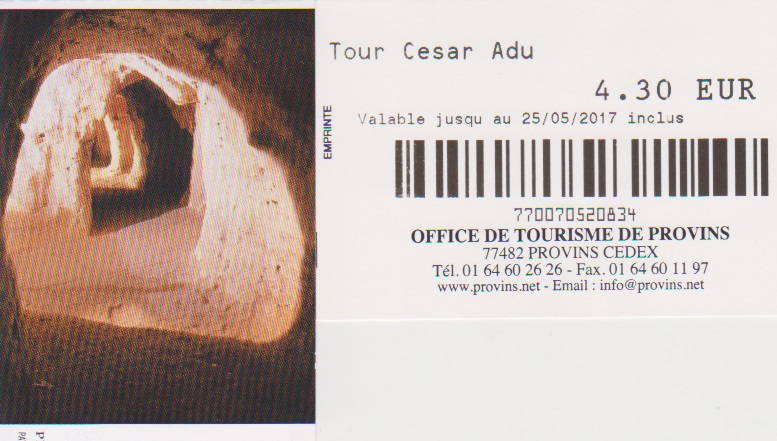 Tour Cesar Adu
4.30 EUR
EMPRINTE
Valable jusqu au 25/05/2017 inclus
770070520834
OFFICE DE TOURISME DE PROVINS
77482 PROVINS CEDEX
Tél. 01 64 60 26 26 - Fax. 01 64 60 11 97
www.provins.net - Email : info@provins.net
P
PA